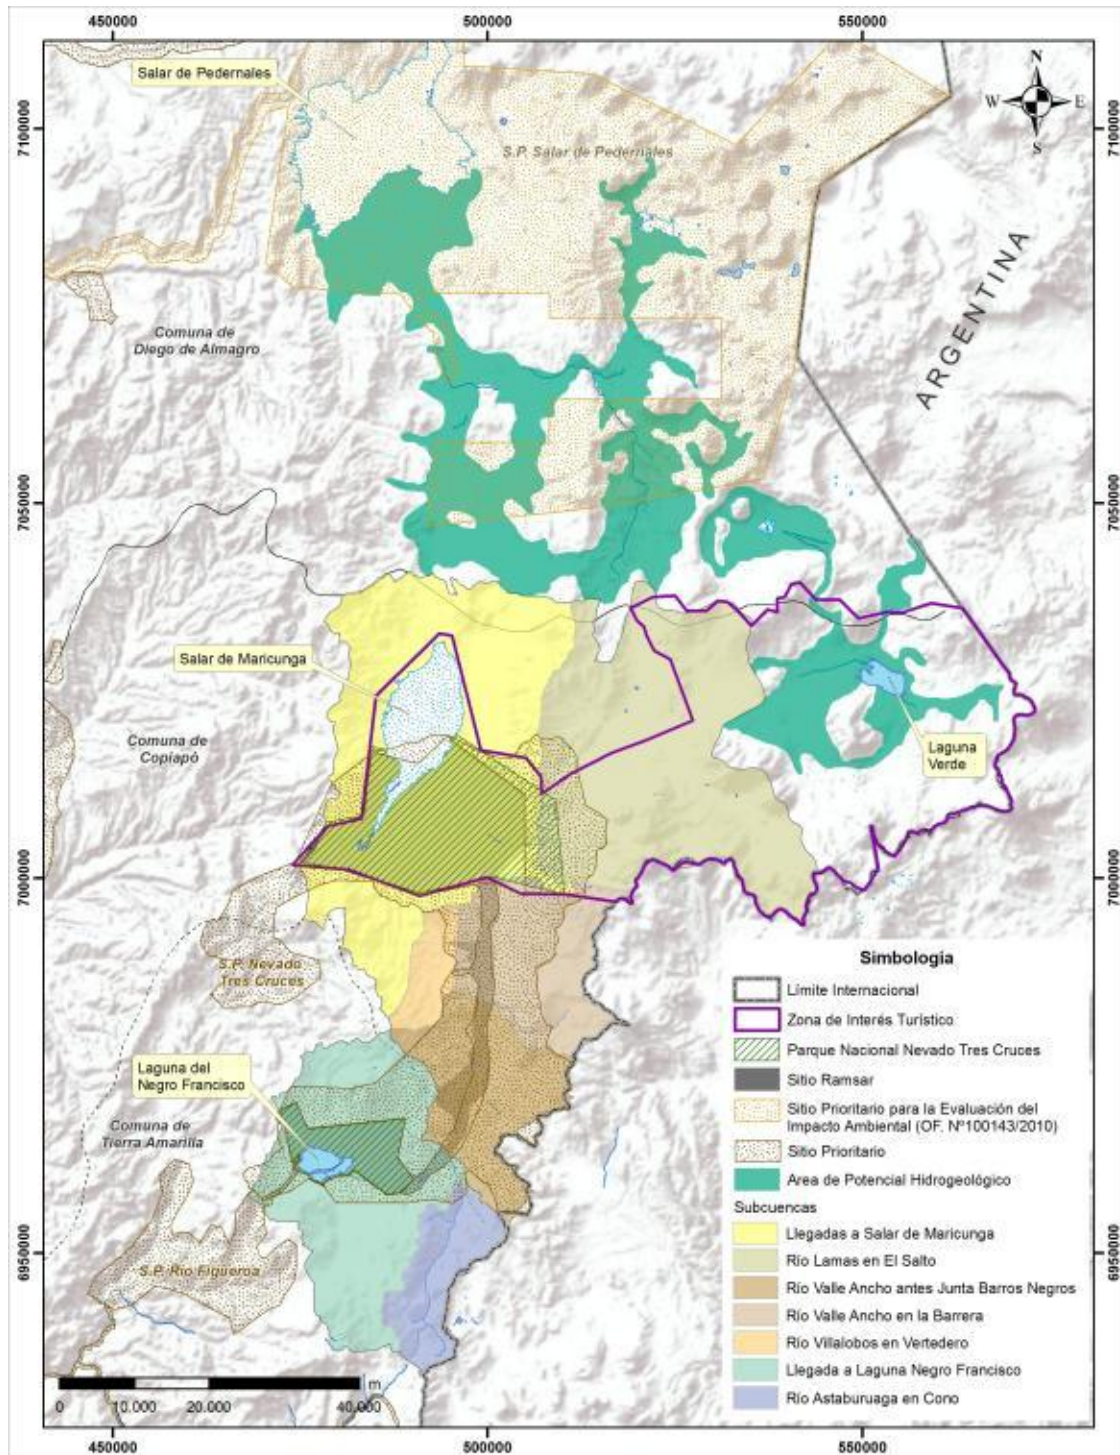 450000
500000
550000
Salar de Pedernales
N
W
E
S
7100000
7100000
S.P. Salar de Pedernales
ARGENTINA
Comuna de
Diego de Almagro
7050000
7050000
Salar de Maricunga
Comuna de
Copiapó
Laguna
Verde
7000000
7000000
S.P. Nevado
Tres Cruces
Laguna del
Negro Francisco
Comuna de
Tierra Amarilla
S.P. Río Figueroa
6950000
6950000
Simbología
Límite Internacional
Zona de Interés Turístico
Parque Nacional Nevado Tres Cruces
Sitio Ramsar
Sitio Prioritario para la Evaluación del
Impacto Ambiental (OF. Nº100143/2010)
Sitio Prioritario
Area de Potencial Hidrogeológico
Subcuencas
Llegadas a Salar de Maricunga
Río Lamas en El Salto
Río Valle Ancho antes Junta Barros Negros
Río Valle Ancho en la Barrera
Río Villalobos en Vertedero
Llegada a Laguna Negro Francisco
Río Astaburuaga en Cono
m
0
10.000
20.000
40.000
450000
500000
550000